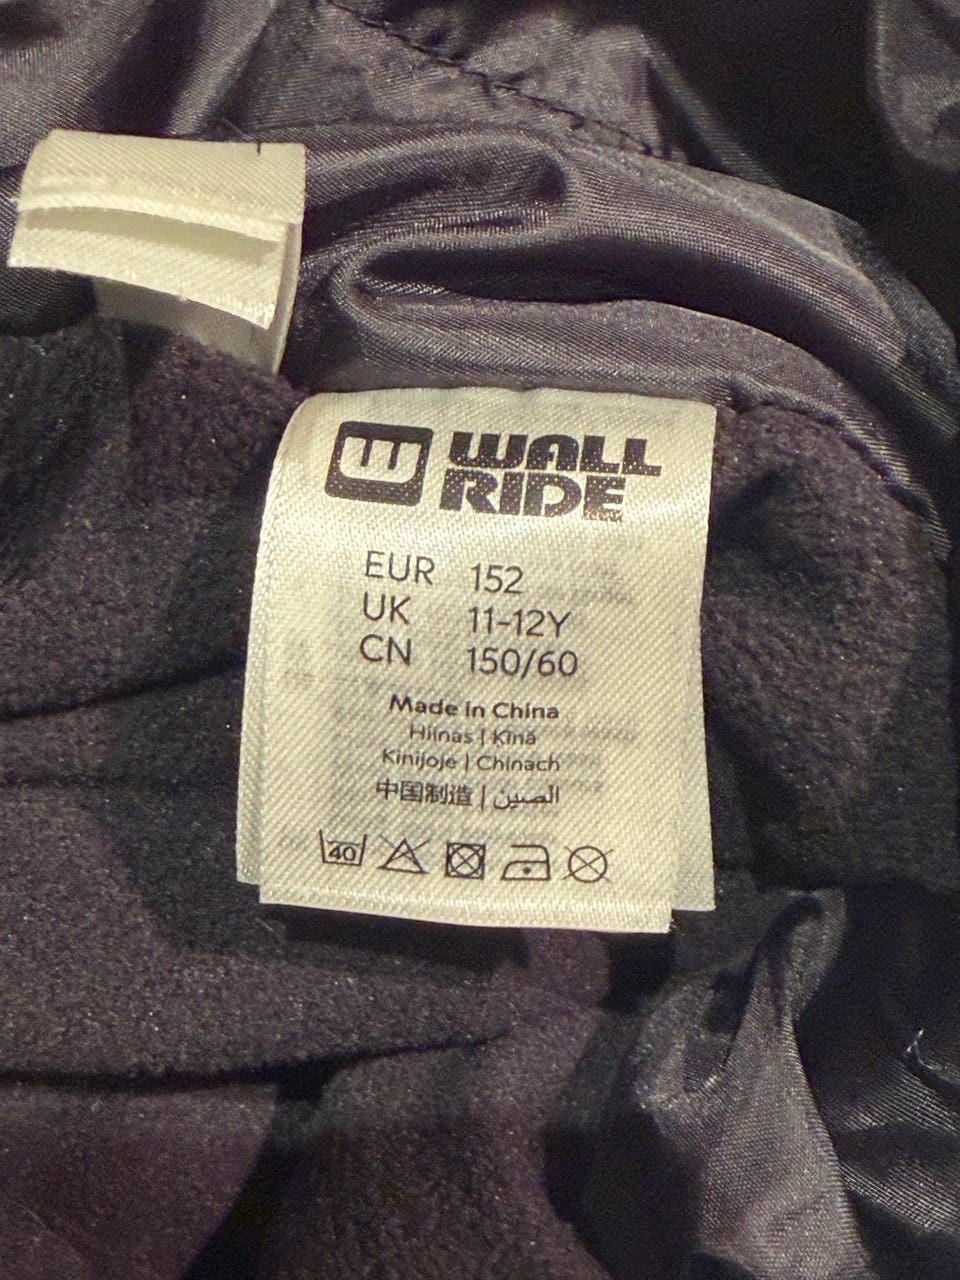 WALL
RIDE
EUR 152
UK 11-12Y
CN 150/60
Made in China
Hiinas | Ķīnā
Kinijoje | Chinach
中国制造 | الصين
40